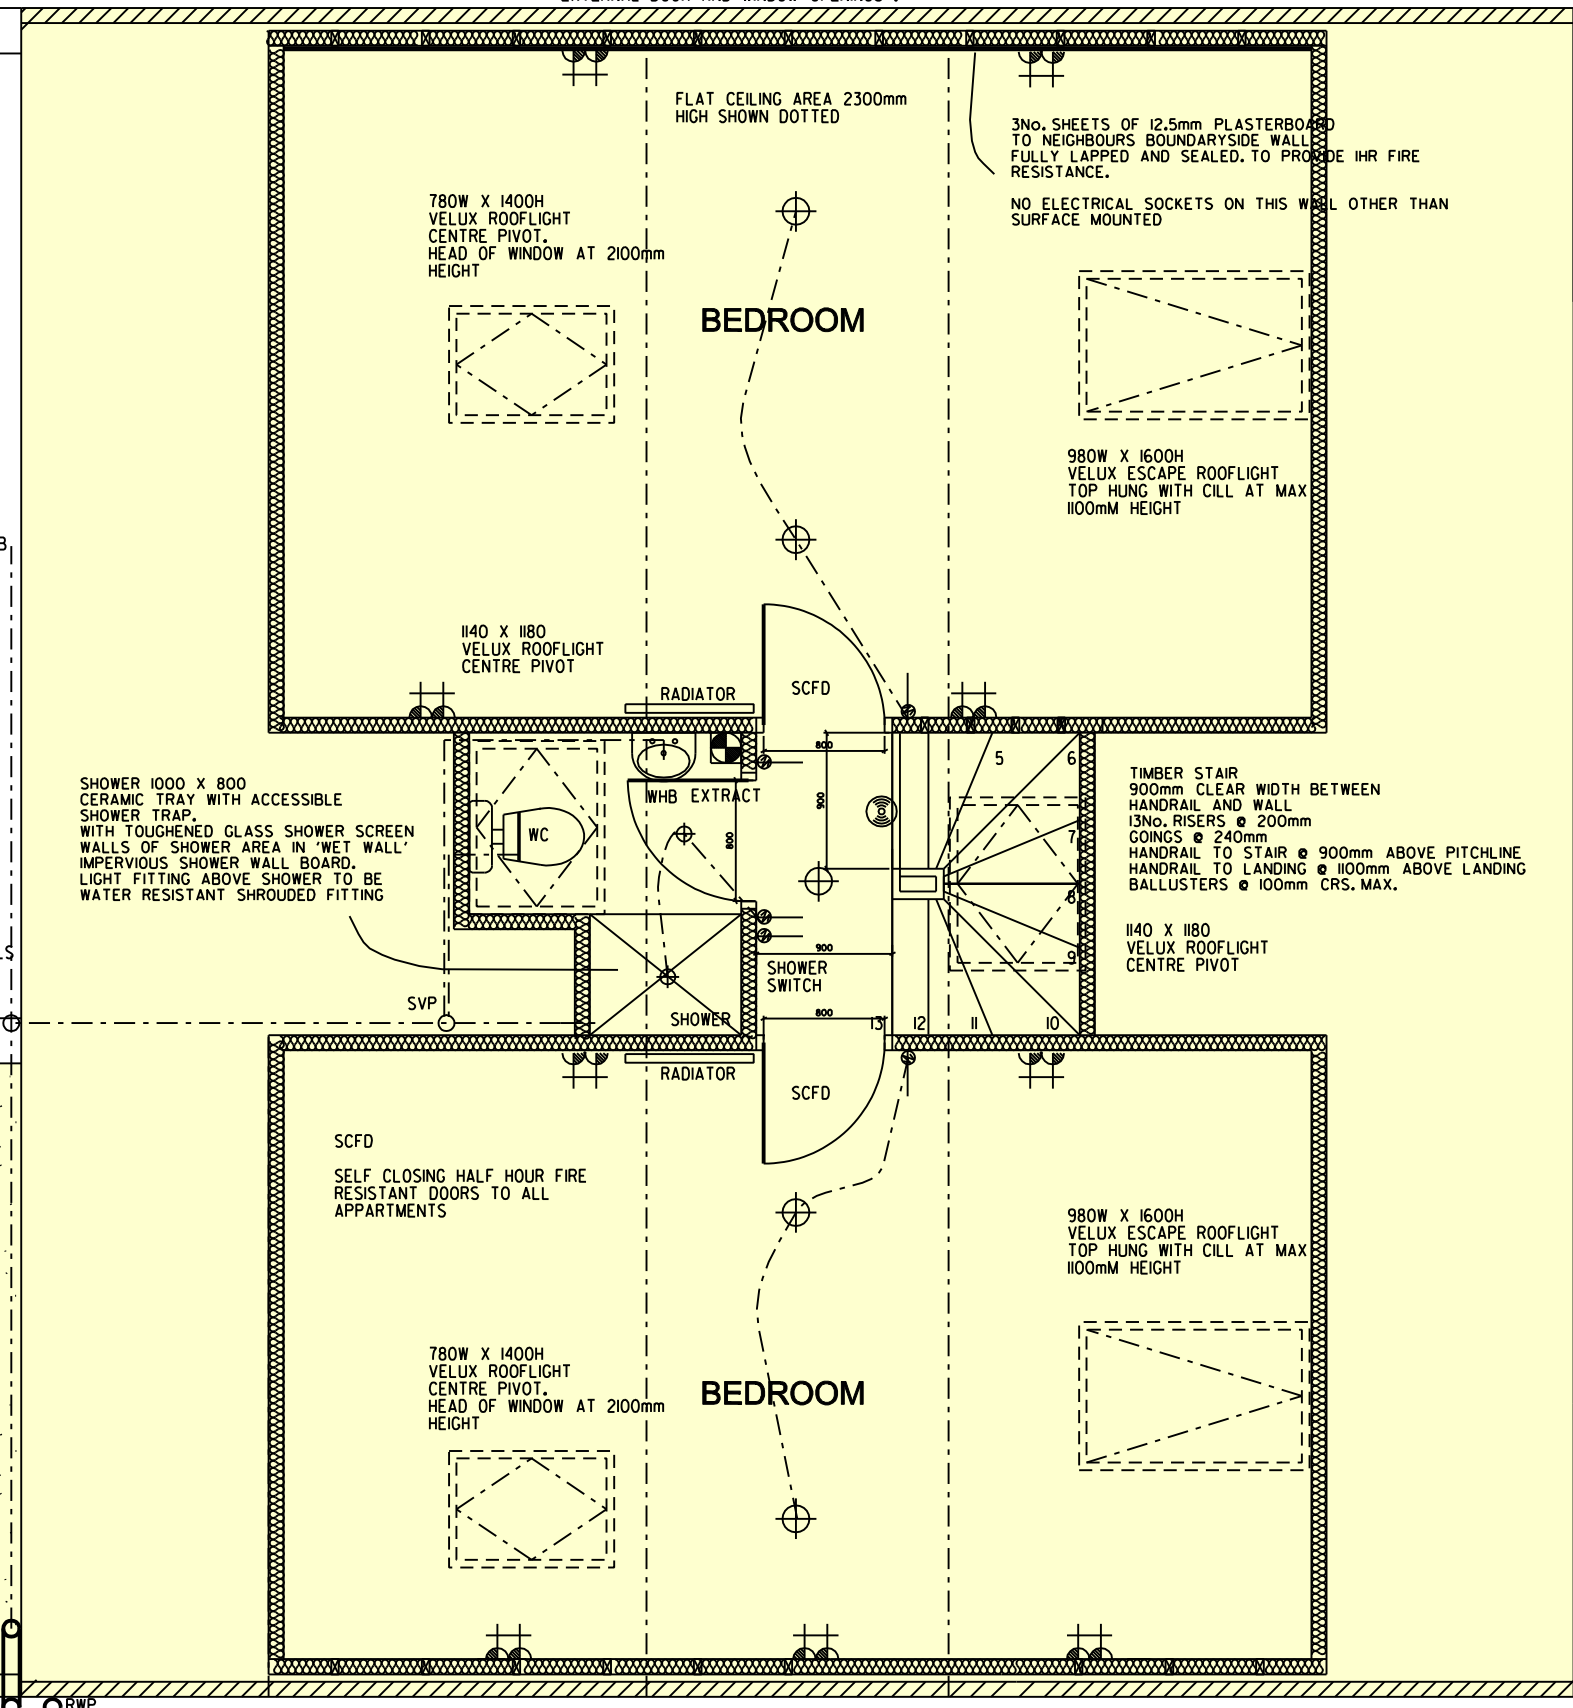 FLAT CEILING AREA 2300mm
HIGH SHOWN DOTTED
3No. SHEETS OF 12.5mm PLASTERBOARD
TO NEIGHBOURS BOUNDARYSIDE WALL
FULLY LAPPED AND SEALED. TO PROVIDE 1HR FIRE
RESISTANCE.
NO ELECTRICAL SOCKETS ON THIS WALL OTHER THAN
SURFACE MOUNTED
780W X 1400H
VELUX ROOFLIGHT
CENTRE PIVOT.
HEAD OF WINDOW AT 2100mm
HEIGHT
BEDROOM
980W X 1600H
VELUX ESCAPE ROOFLIGHT
TOP HUNG WITH CILL AT MAX
1100mM HEIGHT
B
1140 X 1180
VELUX ROOFLIGHT
CENTRE PIVOT
RADIATOR
SCFD
800
5
6
SHOWER 1000 X 800
CERAMIC TRAY WITH ACCESSIBLE
SHOWER TRAP.
WITH TOUGHENED GLASS SHOWER SCREEN
WALLS OF SHOWER AREA IN 'WET WALL'
IMPERVIOUS SHOWER WALL BOARD.
LIGHT FITTING ABOVE SHOWER TO BE
WATER RESISTANT SHROUDED FITTING
WHB EXTRACT
WC
800
900
7
8
9
TIMBER STAIR
900mm CLEAR WIDTH BETWEEN
HANDRAIL AND WALL
13No. RISERS @ 200mm
GOINGS @ 240mm
HANDRAIL TO STAIR @ 900mm ABOVE PITCHLINE
HANDRAIL TO LANDING @ 1100mm ABOVE LANDING
BALLUSTERS @ 100mm CRS. MAX.
1140 X 1180
VELUX ROOFLIGHT
CENTRE PIVOT
900
SHOWER
SWITCH
SVP
SHOWER
800
13
12
11
10
RADIATOR
SCFD
SCFD
SELF CLOSING HALF HOUR FIRE
RESISTANT DOORS TO ALL
APPARTMENTS
980W X 1600H
VELUX ESCAPE ROOFLIGHT
TOP HUNG WITH CILL AT MAX
1100mM HEIGHT
780W X 1400H
VELUX ROOFLIGHT
CENTRE PIVOT.
HEAD OF WINDOW AT 2100mm
HEIGHT
BEDROOM
RWP